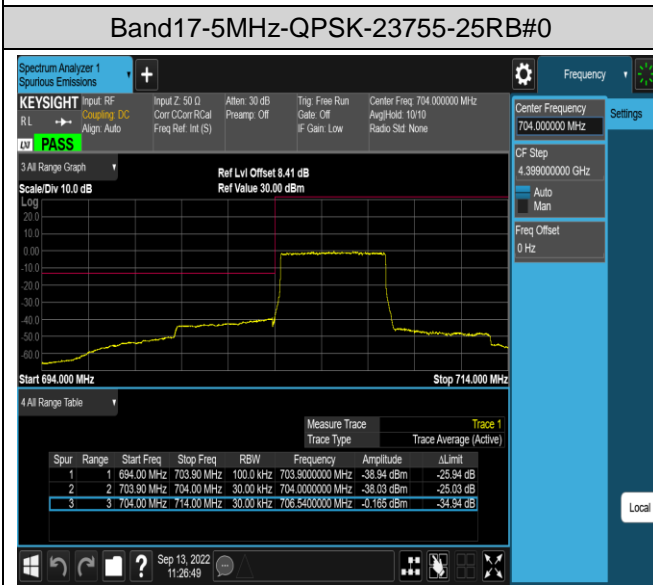 Band17-5MHz-QPSK-23755-25RB#0
Spectrum Analyzer 1
Spurious Emissions
Frequency
KEYSIGHT
Input: RF
Coupling: DC
Align: Auto
Input Z: 50 Ω
Corr CCorr RCal
Freq Ref: Int (S)
Atten: 30 dB
Preamp: Off
Trig: Free Run
Gate: Off
IF Gain: Low
Center Freq: 704.000000 MHz
Avg|Hold: 10/10
Radio Std: None
RL
LXI
PASS
Center Frequency
704.000000 MHz
Settings
CF Step
4.399000000 GHz
Auto
Man
Freq Offset
0 Hz
3 All Range Graph
Scale/Div 10.0 dB
Ref Lvl Offset 8.41 dB
Ref Value 30.00 dBm
Log
20.0
10.0
0.00
-10.0
-20.0
-30.0
-40.0
-50.0
-60.0
Start 694.000 MHz
Stop 714.000 MHz
4 All Range Table
Measure Trace Trace 1
Trace Type Trace Average (Active)
Spur Range Start Freq Stop Freq RBW Frequency Amplitude ΔLimit
1 1 694.00 MHz 703.90 MHz 100.0 kHz 703.9000000 MHz -38.94 dBm -25.94 dB
2 2 703.90 MHz 704.00 MHz 30.00 kHz 704.0000000 MHz -38.03 dBm -25.03 dB
3 3 704.00 MHz 714.00 MHz 30.00 kHz 706.5400000 MHz -0.165 dBm -34.94 dB
Local
Sep 13, 2022
11:26:49